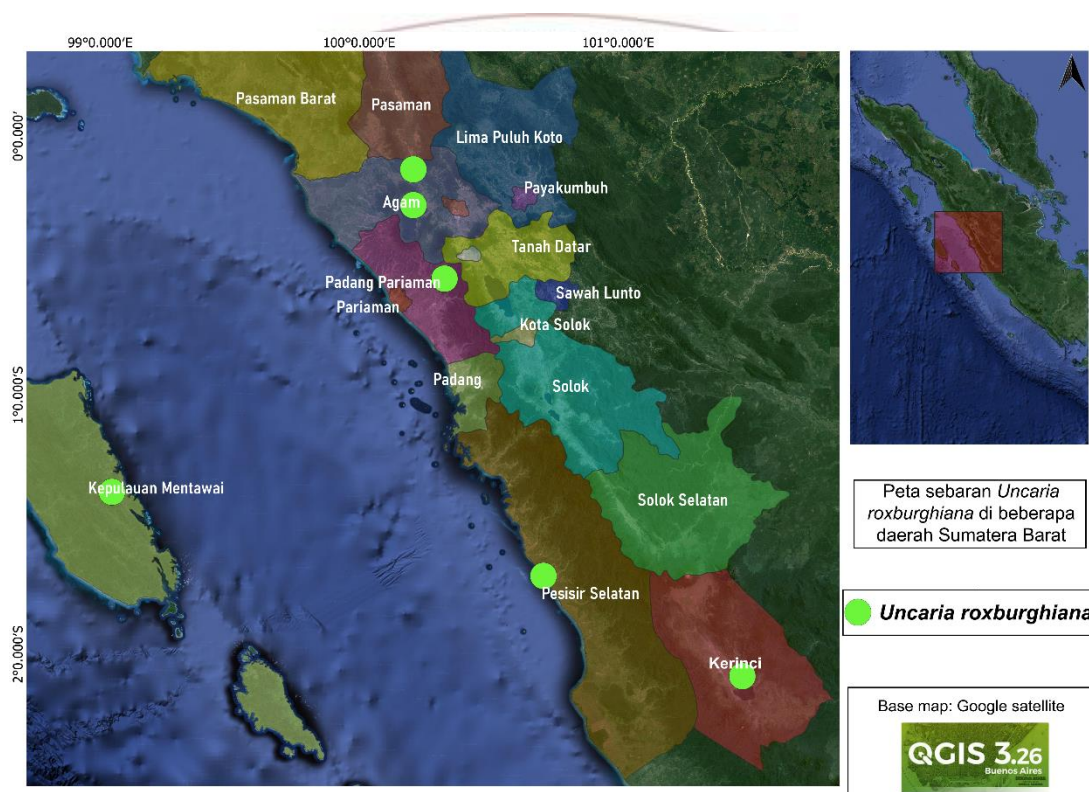 99°0.000′E
100°0.000′E
101°0.000′E
0°0.000′
1°0.000′S
2°0.000′S
Pasaman Barat
Pasaman
Lima Puluh Koto
Payakumbuh
Agam
Tanah Datar
Padang Pariaman
Pariaman
Sawah Lunto
Kota Solok
Padang
Solok
Kepulauan Mentawai
Solok Selatan
Pesisir Selatan
Kerinci
Peta sebaran Uncaria
roxburghiana di beberapa
daerah Sumatera Barat
Uncaria roxburghiana
Base map: Google satellite
QGIS 3.26
Buenos Aires